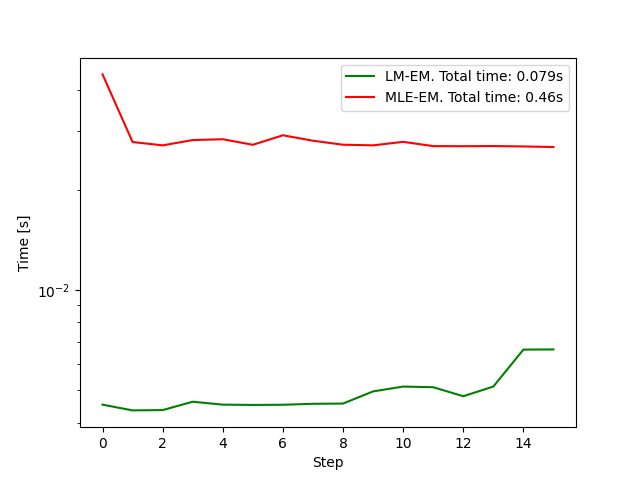 LM-EM. Total time: 0.079s
MLE-EM. Total time: 0.46s
Time [s]
10⁻²
0 2 4 6 8 10 12 14
Step